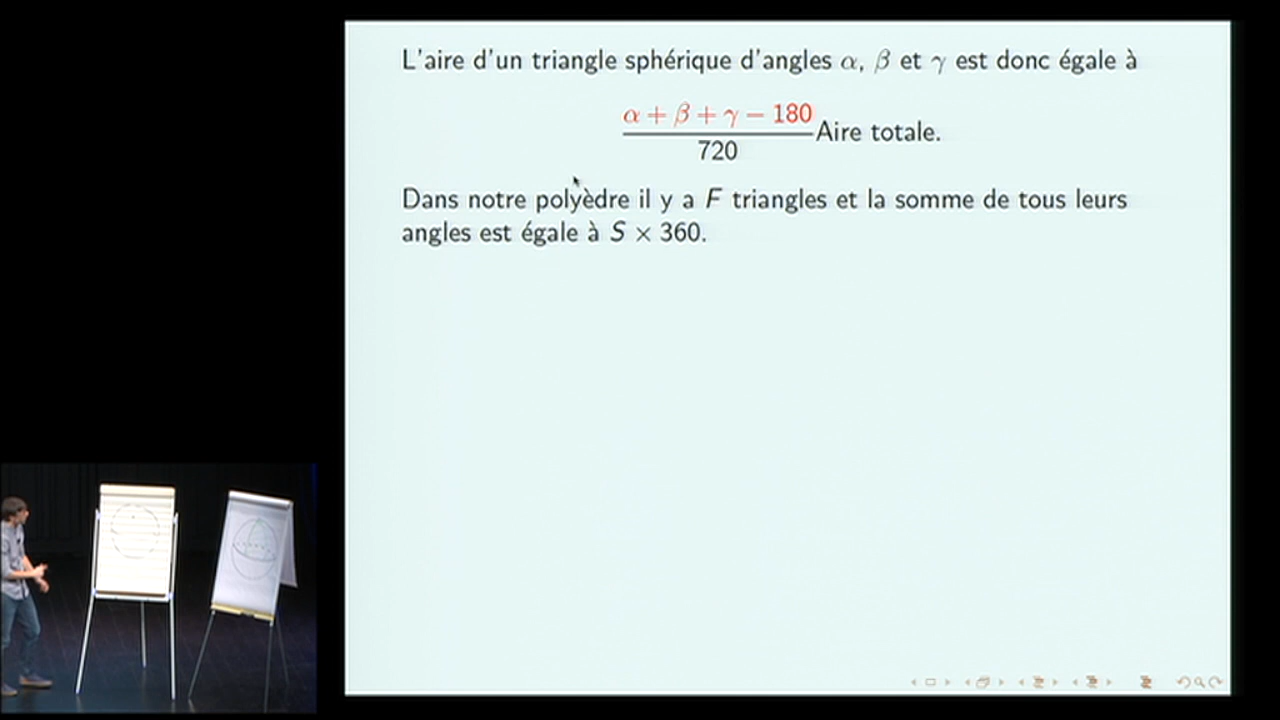 L'aire d'un triangle sphérique d'angles α, β et γ est donc égale à
α + β + γ − 180
720
Aire totale.
Dans notre polyèdre il y a F triangles et la somme de tous leurs
angles est égale à S × 360.